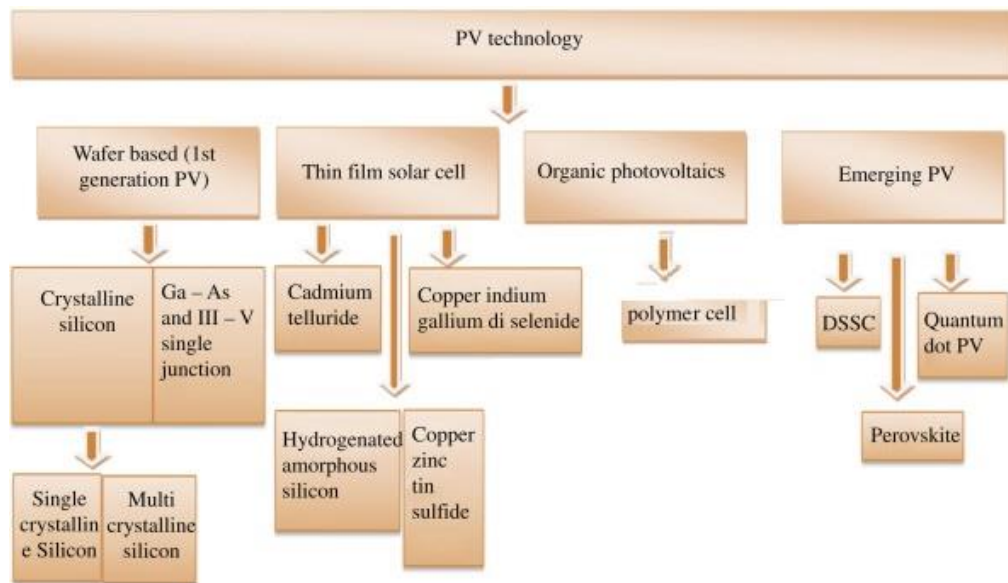 PV technology
Wafer based (1st
generation PV)
Thin film solar cell
Organic photovoltaics
Emerging PV
Crystalline
silicon
Ga – As
and III – V
single
junction
Cadmium
telluride
Copper indium
gallium di selenide
polymer cell
DSSC
Quantum
dot PV
Hydrogenated
amorphous
silicon
Copper
zinc
tin
sulfide
Perovskite
Single
crystallin
e Silicon
Multi
crystalline
silicon